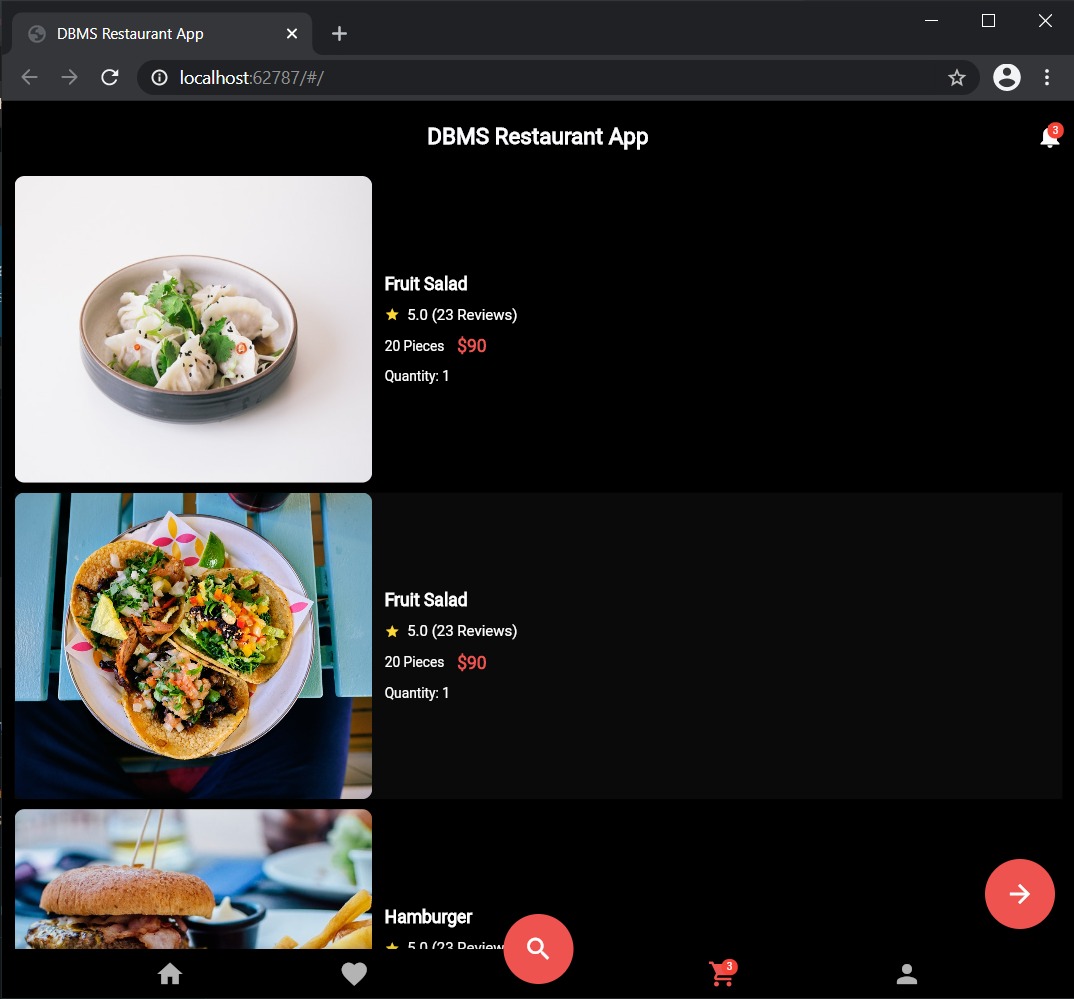 DBMS Restaurant App
localhost:62787/#/
DBMS Restaurant App
3
Fruit Salad
5.0 (23 Reviews)
20 Pieces $90
Quantity: 1
Fruit Salad
5.0 (23 Reviews)
20 Pieces $90
Quantity: 1
Hamburger
5.0 (23 Review
3